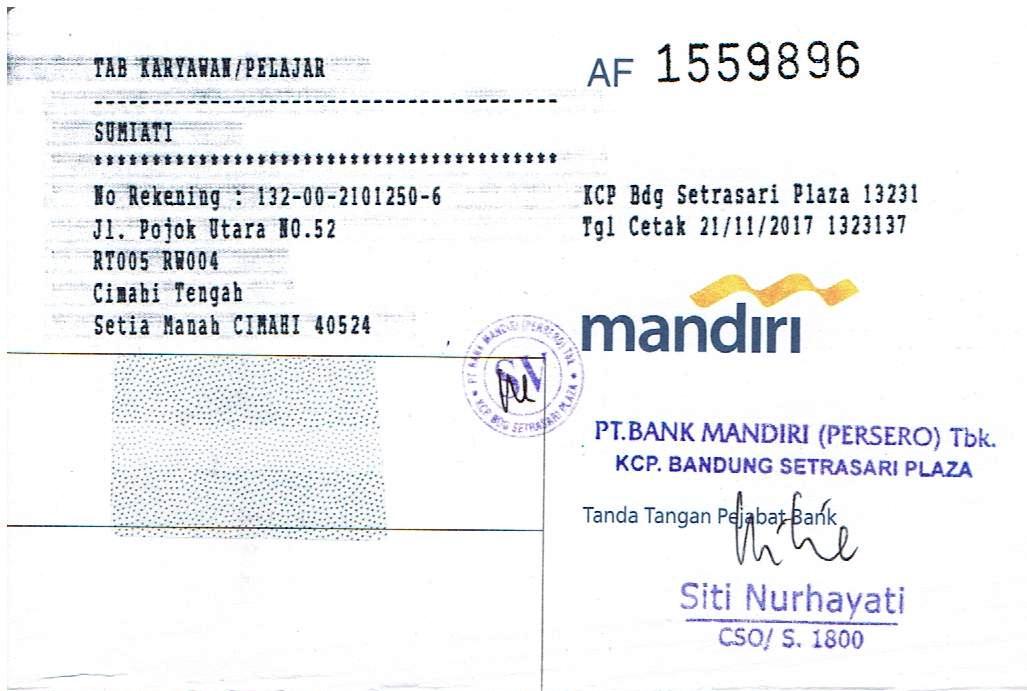 TAB KARYAWAN/PELAJAR
----------------------------------------
SUMIATI
****************************************
No Rekening : 132-00-2101250-6
Jl. Pojok Utara NO.52
RT005 RW004
Cimahi Tengah
Setia Manah CIMAHI 40524
AF 1559896
KCP Bdg Setrasari Plaza 13231
Tgl Cetak 21/11/2017 1323137
mandiri
PT BANK MANDIRI (PERSERO) Tbk
KCP BDG SETRASARI PLAZA
SV
PT.BANK MANDIRI (PERSERO) Tbk.
KCP. BANDUNG SETRASARI PLAZA
Tanda Tangan Pejabat Bank
Siti Nurhayati
CSO/ S. 1800